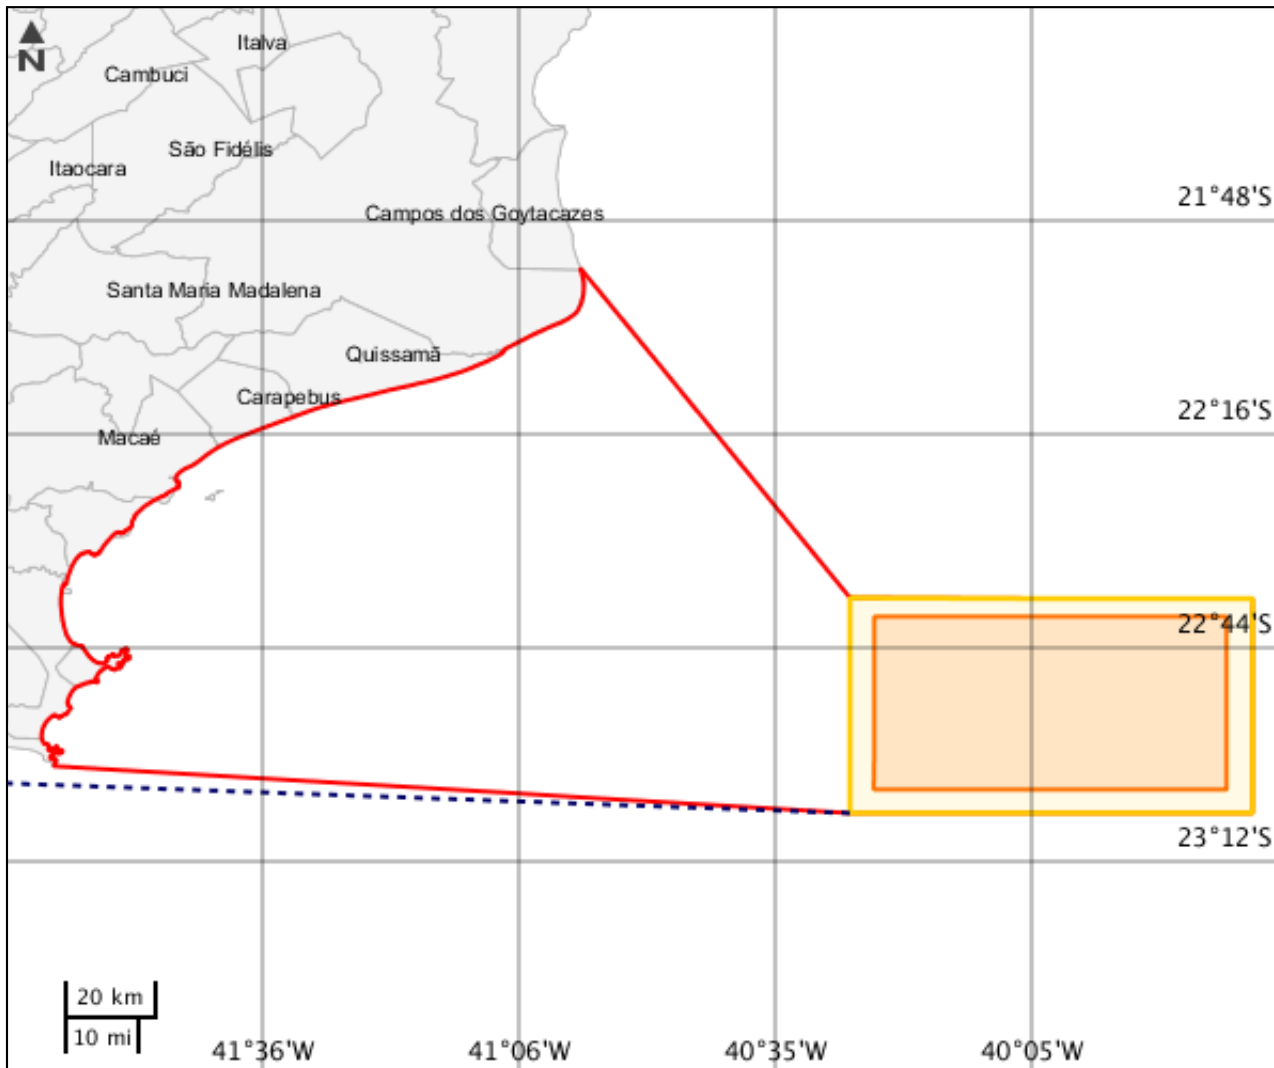 N
Italva
Cambuci
São Fidélis
Itaocara
21°48'S
Campos dos Goytacazes
Santa Maria Madalena
Quissamã
Carapebus
22°16'S
Macaé
22°44'S
23°12'S
20 km
10 mi
41°36'W
41°06'W
40°35'W
40°05'W